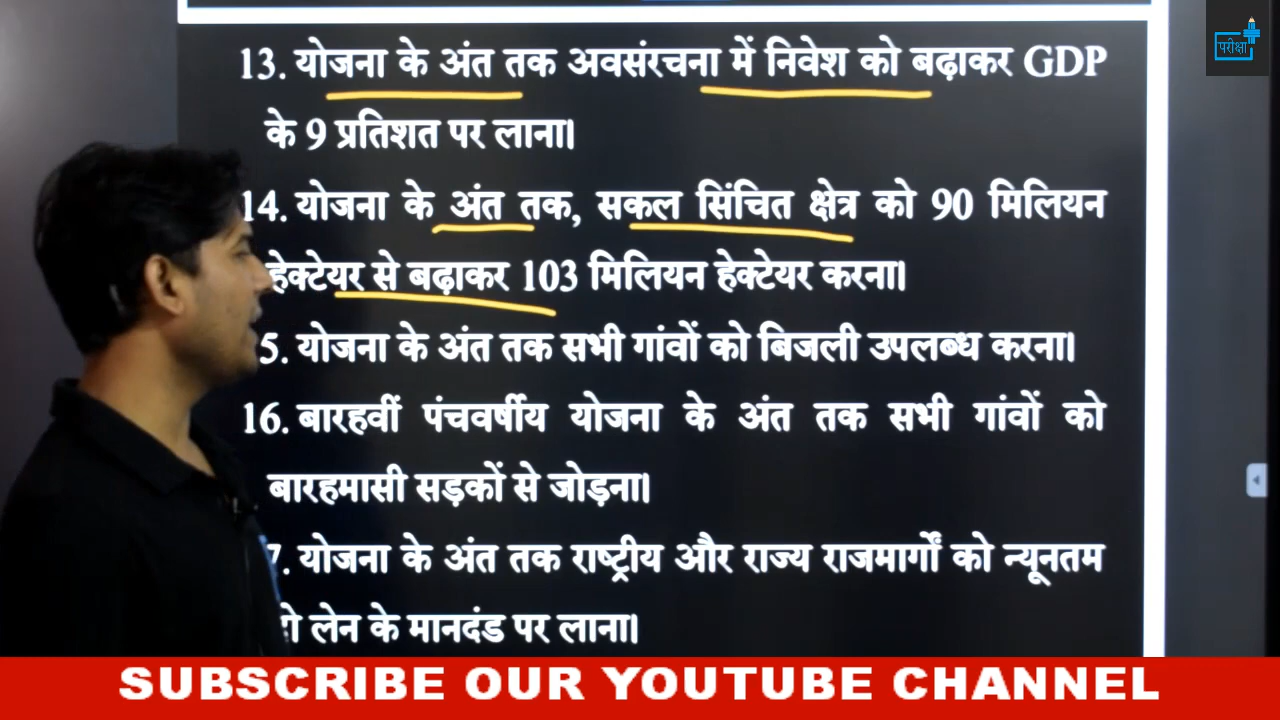 परीक्षा
13. योजना के अंत तक अवसंरचना में निवेश को बढ़ाकर GDP
के 9 प्रतिशत पर लाना।
14. योजना के अंत तक, सकल सिंचित क्षेत्र को 90 मिलियन
हेक्टेयर से बढ़ाकर 103 मिलियन हेक्टेयर करना।
5. योजना के अंत तक सभी गांवों को बिजली उपलब्ध करना।
16. बारहवीं पंचवर्षीय योजना के अंत तक सभी गांवों को
बारहमासी सड़कों से जोड़ना।
7. योजना के अंत तक राष्ट्रीय और राज्य राजमार्गों को न्यूनतम
लेन के मानदंड पर लाना।
SUBSCRIBE OUR YOUTUBE CHANNEL